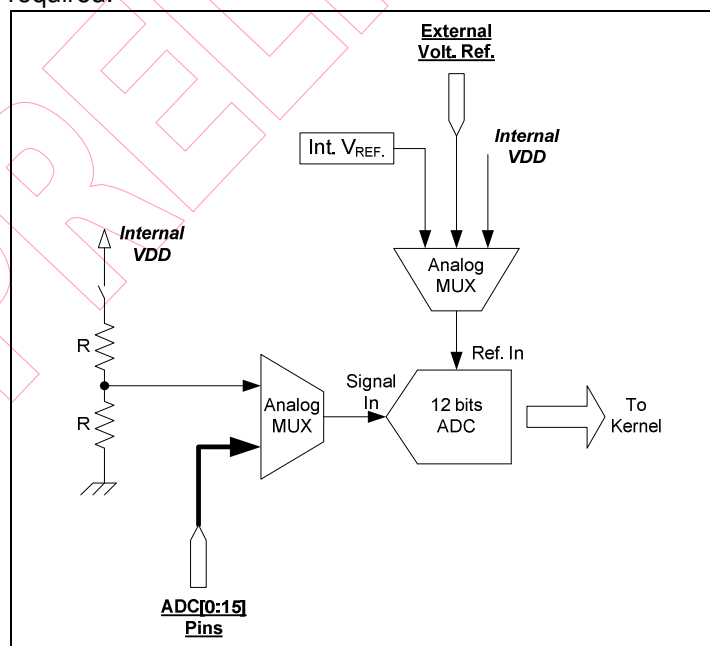 required.
External
Volt. Ref.
Int. VREF.
Internal
VDD
Internal
VDD
Analog
MUX
R
Ref. In
Signal
In
Analog
MUX
12 bits
ADC
To
Kernel
R
ADC[0:15]
Pins